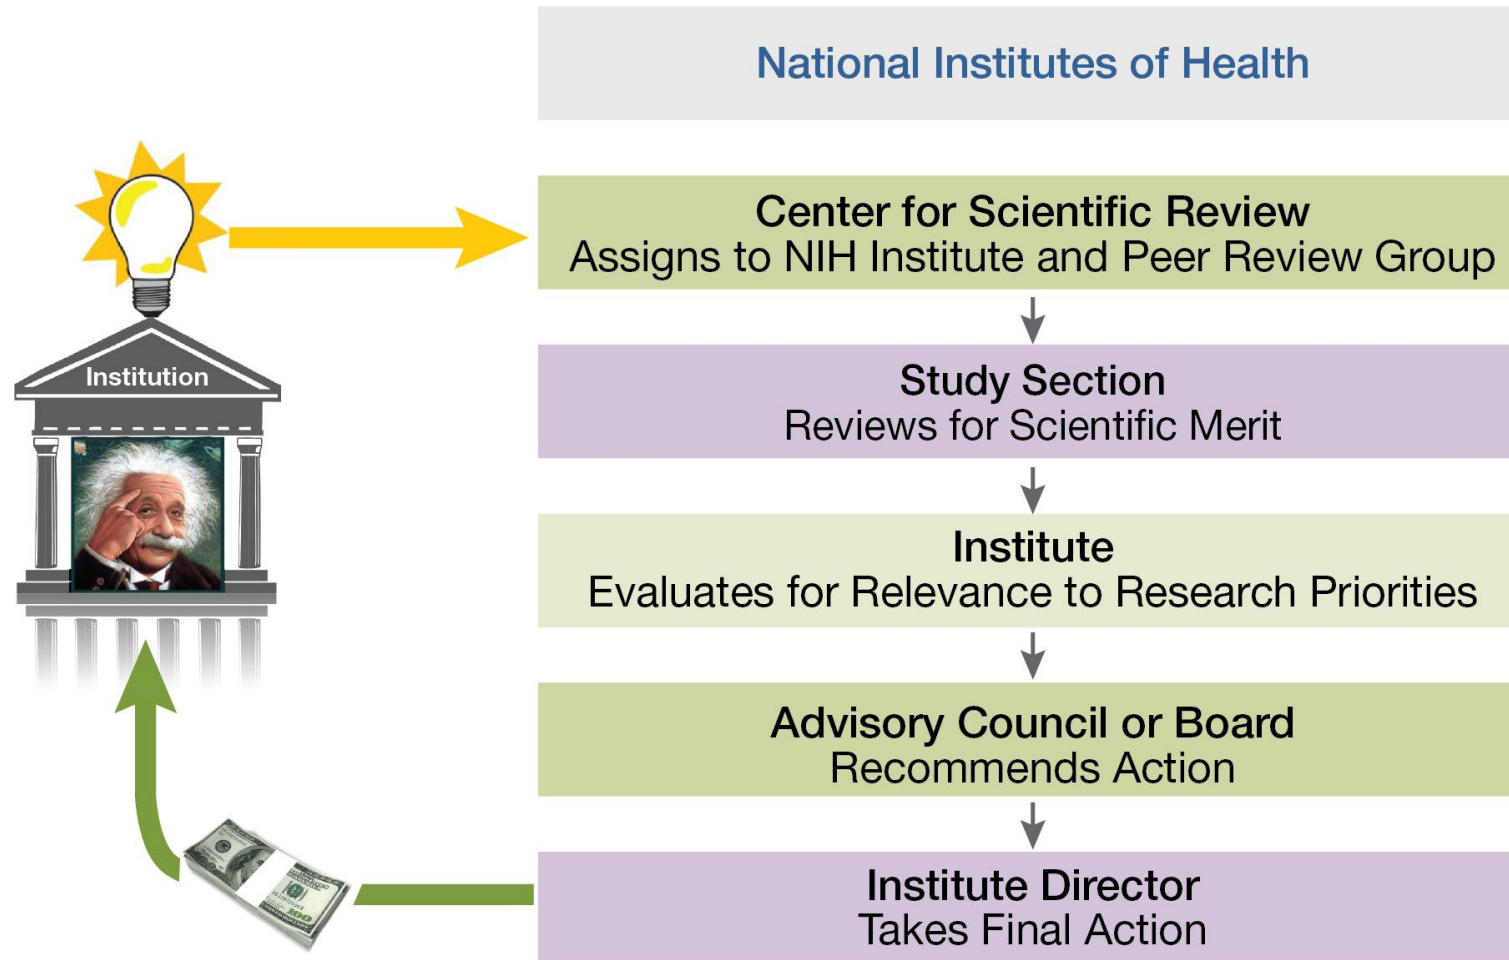 National Institutes of Health
Center for Scientific Review
Assigns to NIH Institute and Peer Review Group
Institution
Study Section
Reviews for Scientific Merit
Institute
Evaluates for Relevance to Research Priorities
Advisory Council or Board
Recommends Action
Institute Director
Takes Final Action
100